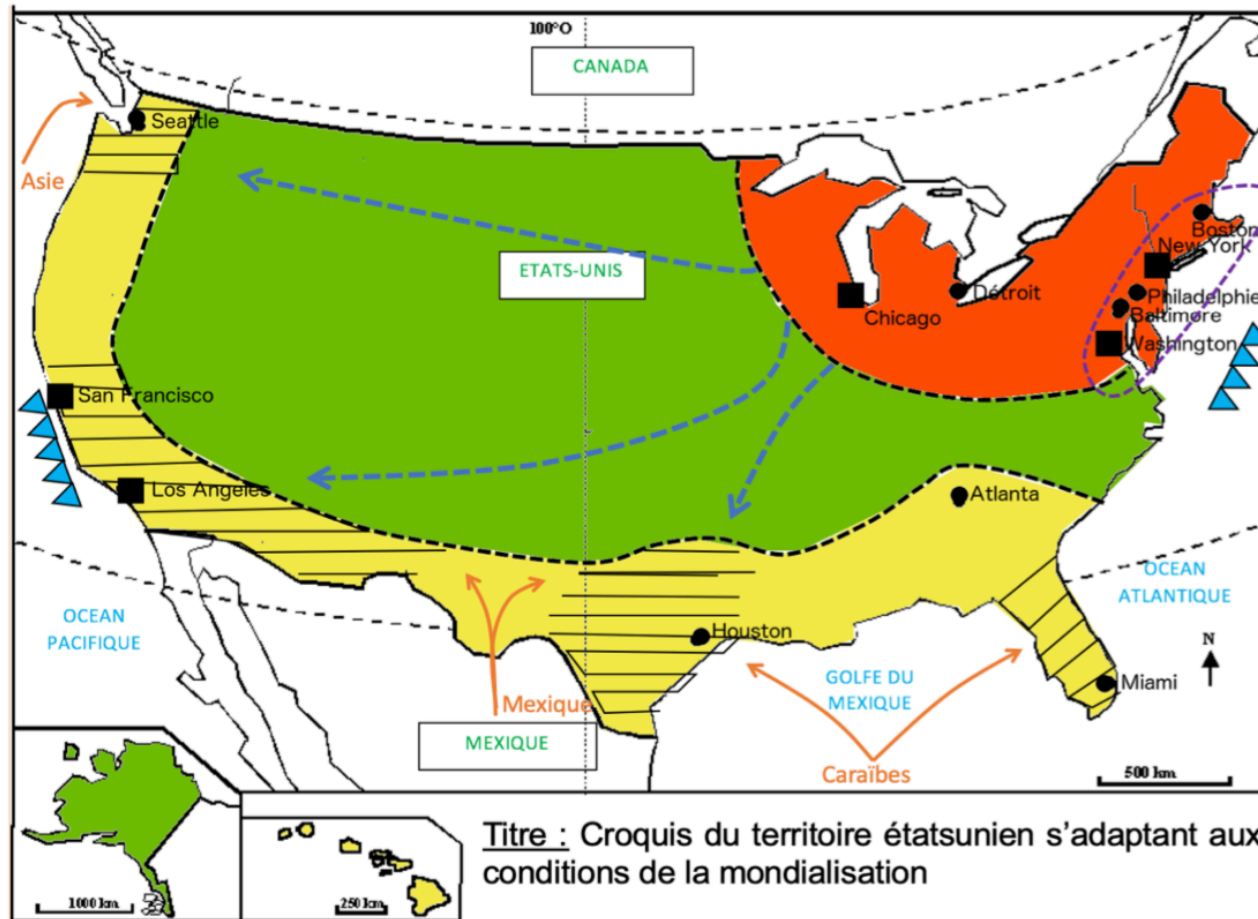 100°O
CANADA
Seattle
Asie
Boston
New York
ETATS-UNIS
Détroit
Philadelphie
Chicago
Baltimore
Washington
San Francisco
Los Angeles
Atlanta
OCEAN
PACIFIQUE
OCEAN
ATLANTIQUE
Houston
N
GOLFE DU
MEXIQUE
Miami
Mexique
MEXIQUE
Caraïbes
500 km
Titre : Croquis du territoire étatsunien s’adaptant aux
conditions de la mondialisation
1000 km
250 km